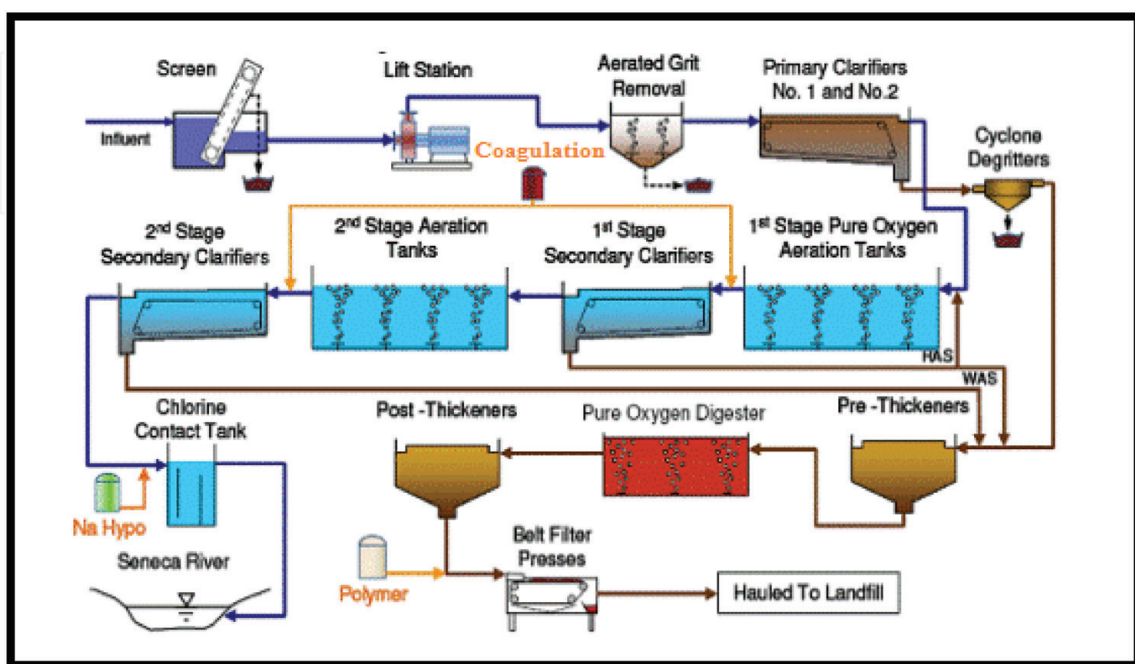 Screen
Influent
Lift Station
Aerated Grit
Removal
Primary Clarifiers
No. 1 and No.2
Cyclone
Degritters
Coagulation
2nd Stage
Secondary Clarifiers
2nd Stage Aeration
Tanks
1st Stage
Secondary Clarifiers
1st Stage Pure Oxygen
Aeration Tanks
RAS
WAS
Chlorine
Contact Tank
Na Hypo
Seneca River
Post -Thickeners
Pure Oxygen Digester
Pre -Thickeners
Polymer
Belt Filter
Presses
Hauled To Landfill